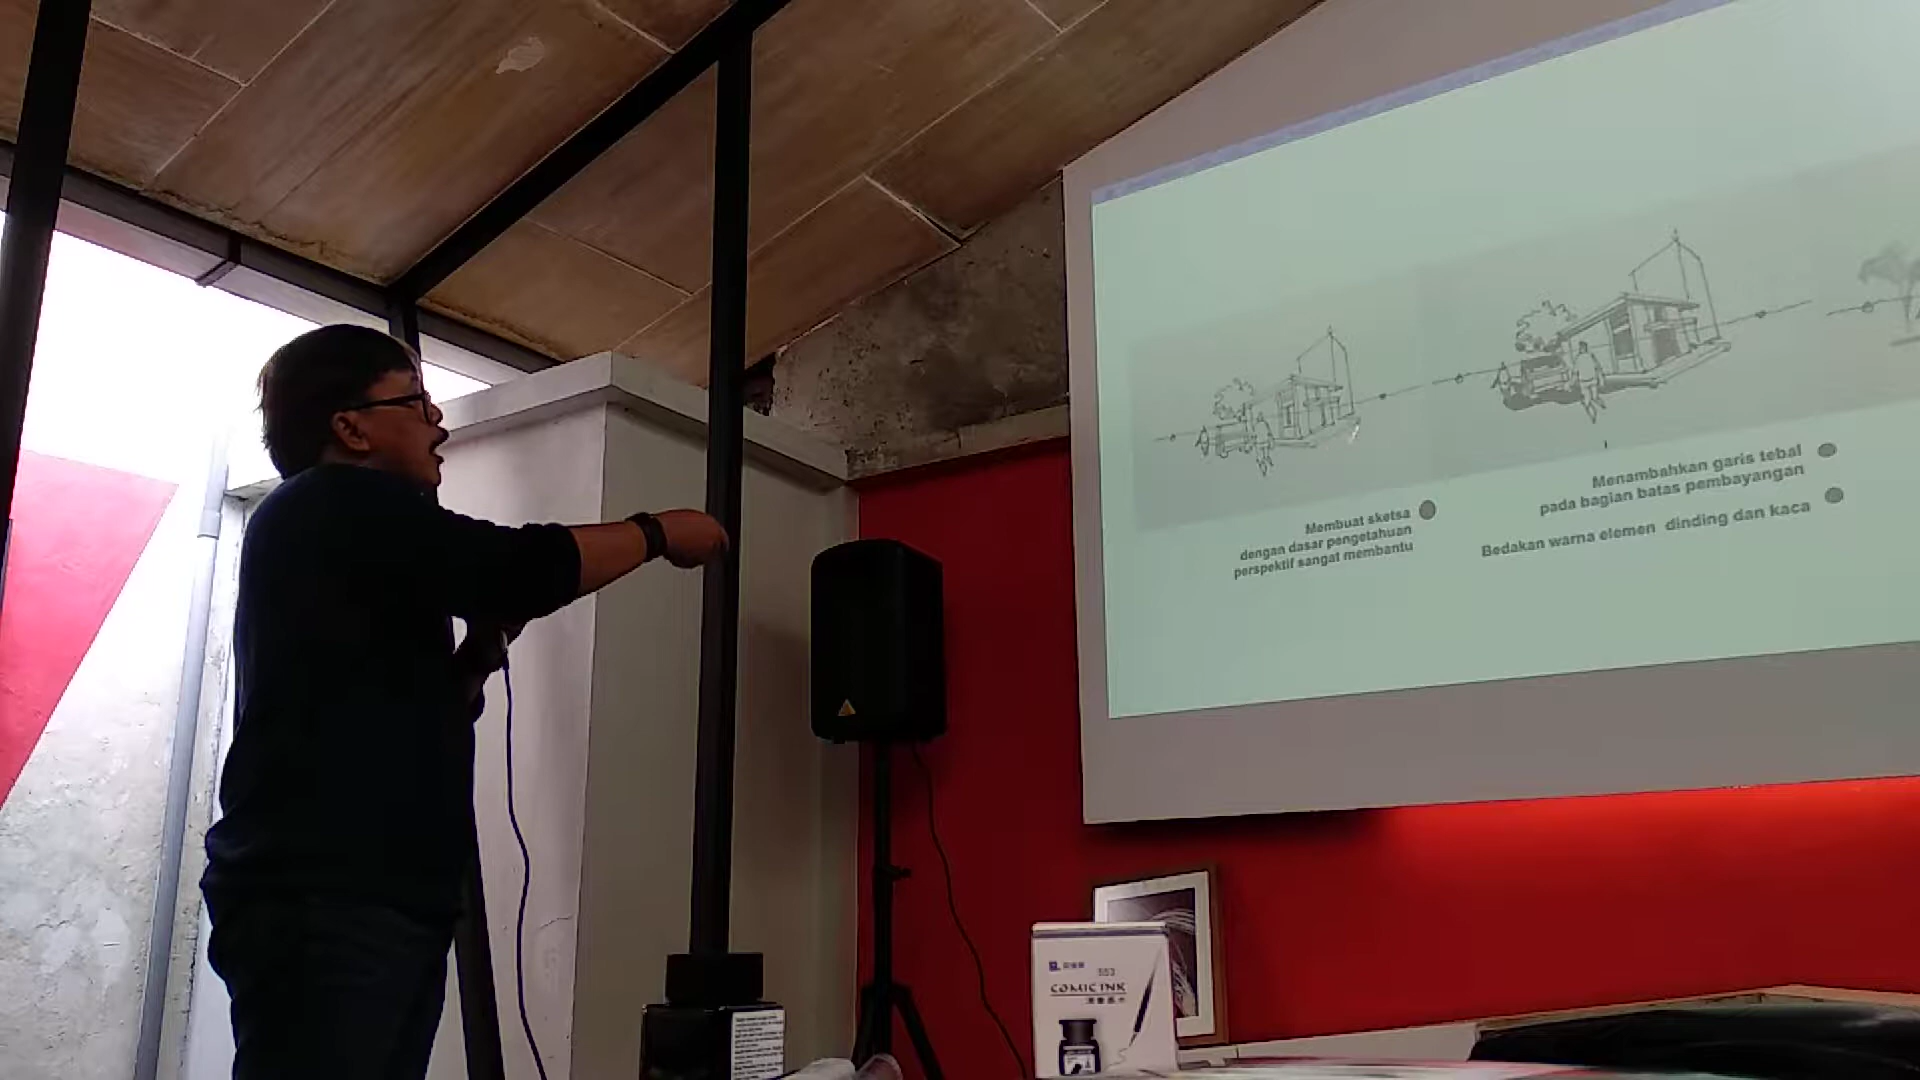 Membuat sketsa
dengan dasar pengetahuan
perspektif sangat membantu
Menambahkan garis tebal
pada bagian batas pembayangan
Bedakan warna elemen dinding dan kaca
553
COMIC INK